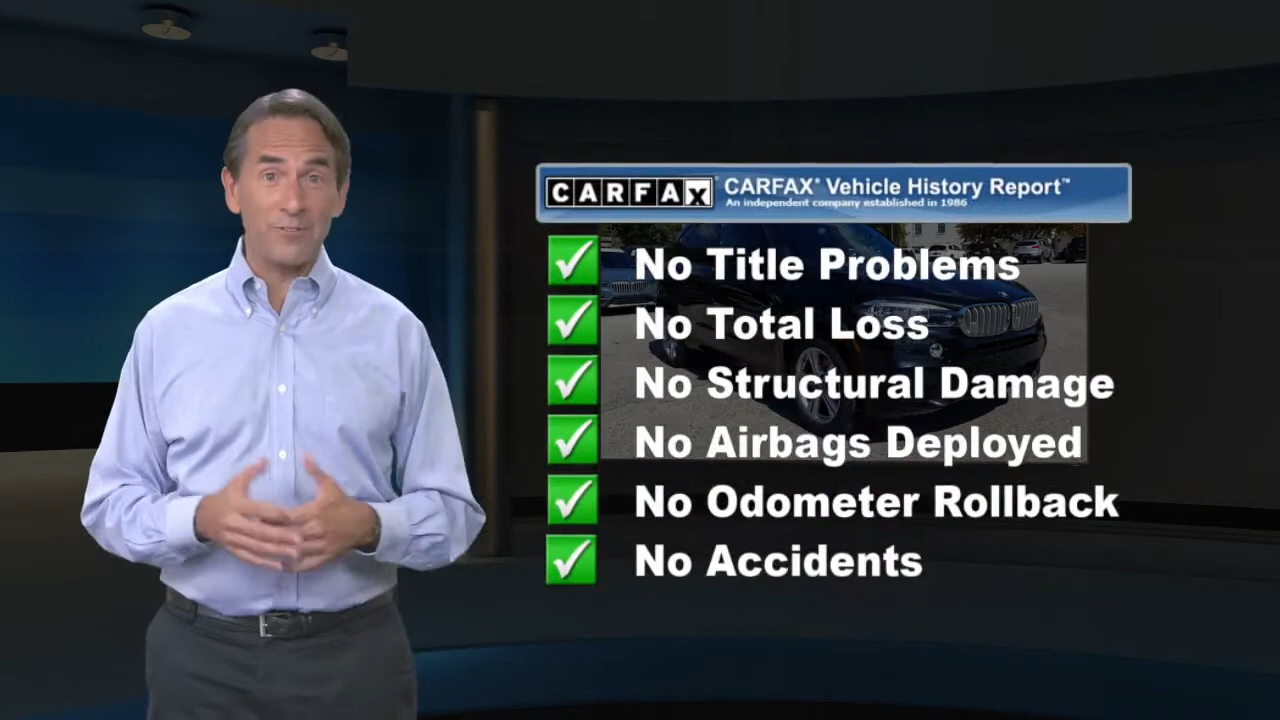 CARFAX® CARFAX® Vehicle History Report™
An independent company established in 1986
No Title Problems
No Total Loss
No Structural Damage
No Airbags Deployed
No Odometer Rollback
No Accidents